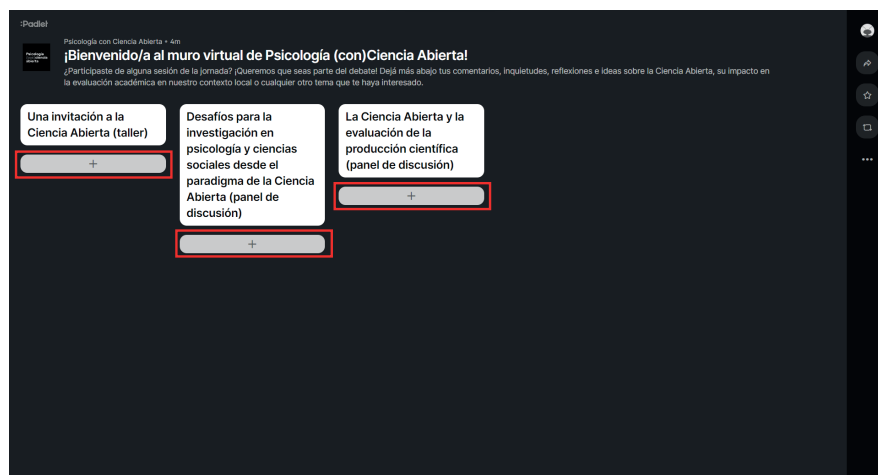 :Padlet
Psicología con Ciencia Abierta • 4m
¡Bienvenido/a al muro virtual de Psicología (con)Ciencia Abierta!
¿Participaste de alguna sesión de la jornada? ¡Queremos que seas parte del debate! Dejá más abajo tus comentarios, inquietudes, reflexiones e ideas sobre la Ciencia Abierta, su impacto en
la evaluación académica en nuestro contexto local o cualquier otro tema que te haya interesado.
Una invitación a la
Ciencia Abierta (taller)
+
Desafíos para la
investigación en
psicología y ciencias
sociales desde el
paradigma de la Ciencia
Abierta (panel de
discusión)
+
La Ciencia Abierta y la
evaluación de la
producción científica
(panel de discusión)
+